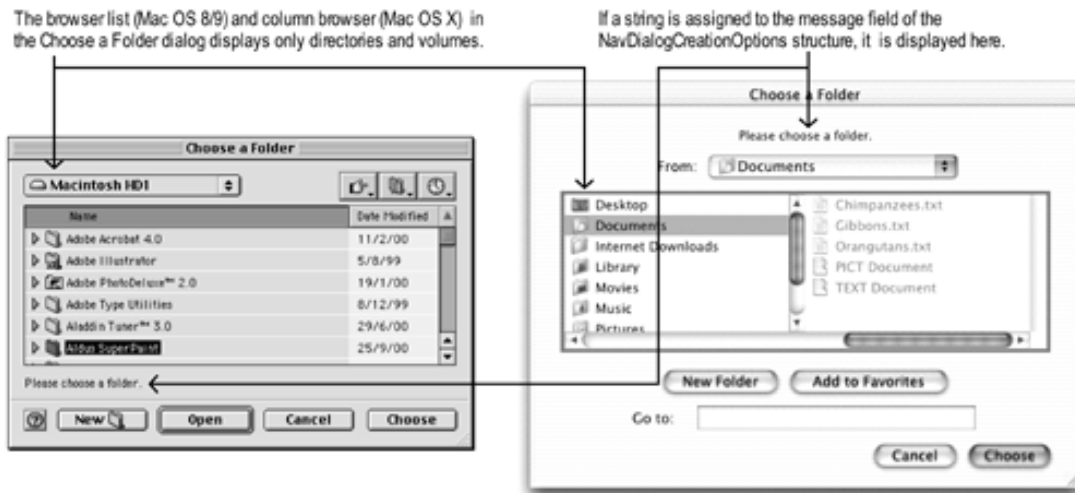 The browser list (Mac OS 8/9) and column browser (Mac OS X) in
the Choose a Folder dialog displays only directories and volumes.
If a string is assigned to the message field of the
NavDialogCreationOptions structure, it is displayed here.
Choose a Folder
Macintosh HD1
Name Date Modified
Adobe Acrobat 4.0 11/2/00
Adobe Illustrator 5/8/99
Adobe PhotoDeluxe™ 2.0 19/1/00
Adobe Type Utilities 8/12/99
Aladdin Tuner™ 3.0 29/6/00
Aldus SuperPaint 25/9/00
Please choose a folder.
New Open Cancel Choose
Choose a Folder
Please choose a folder.
From: Documents
Desktop Chimpanzees.txt
Documents Gibbons.txt
Internet Downloads Orangutans.txt
Library PICT Document
Movies TEXT Document
Music
Pictures
New Folder Add to Favorites
Go to:
Cancel Choose